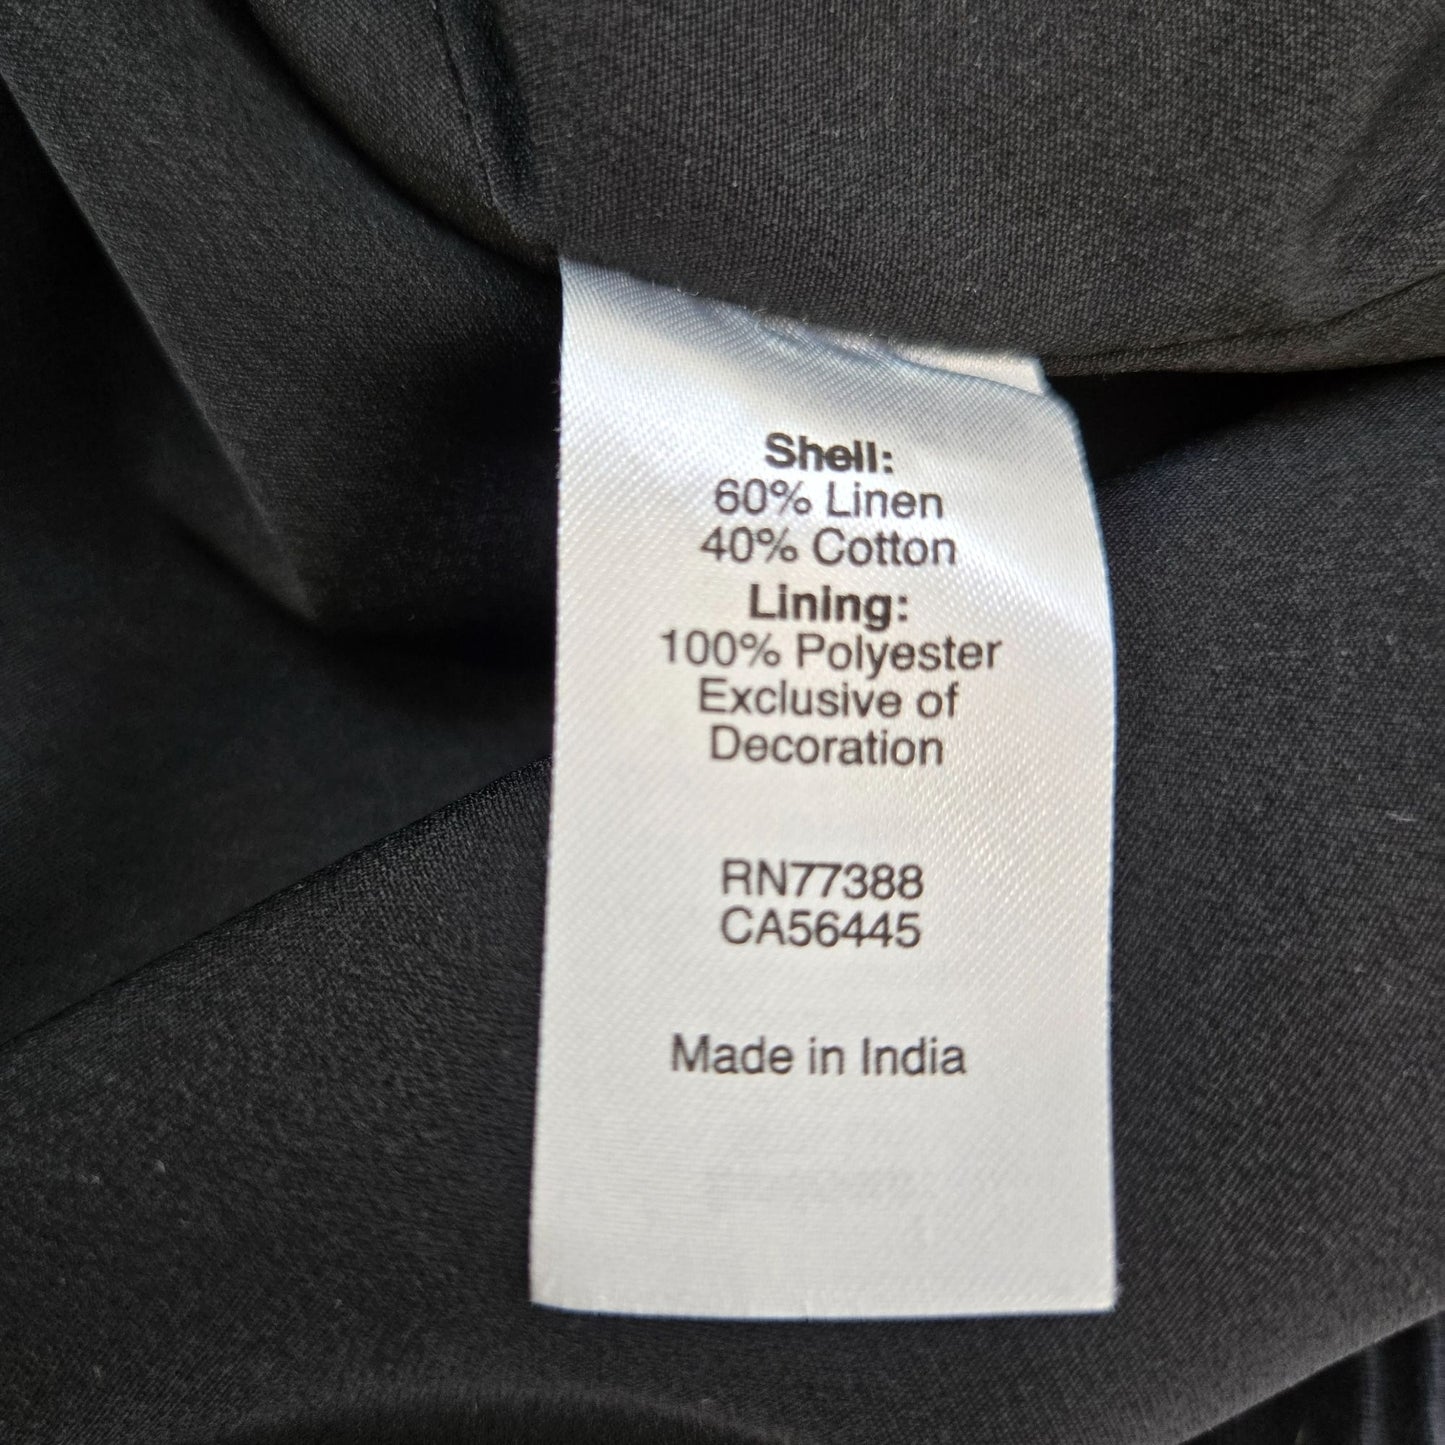 Shell:
60% Linen
40% Cotton
Lining:
100% Polyester
Exclusive of
Decoration
RN77388
CA56445
Made in India